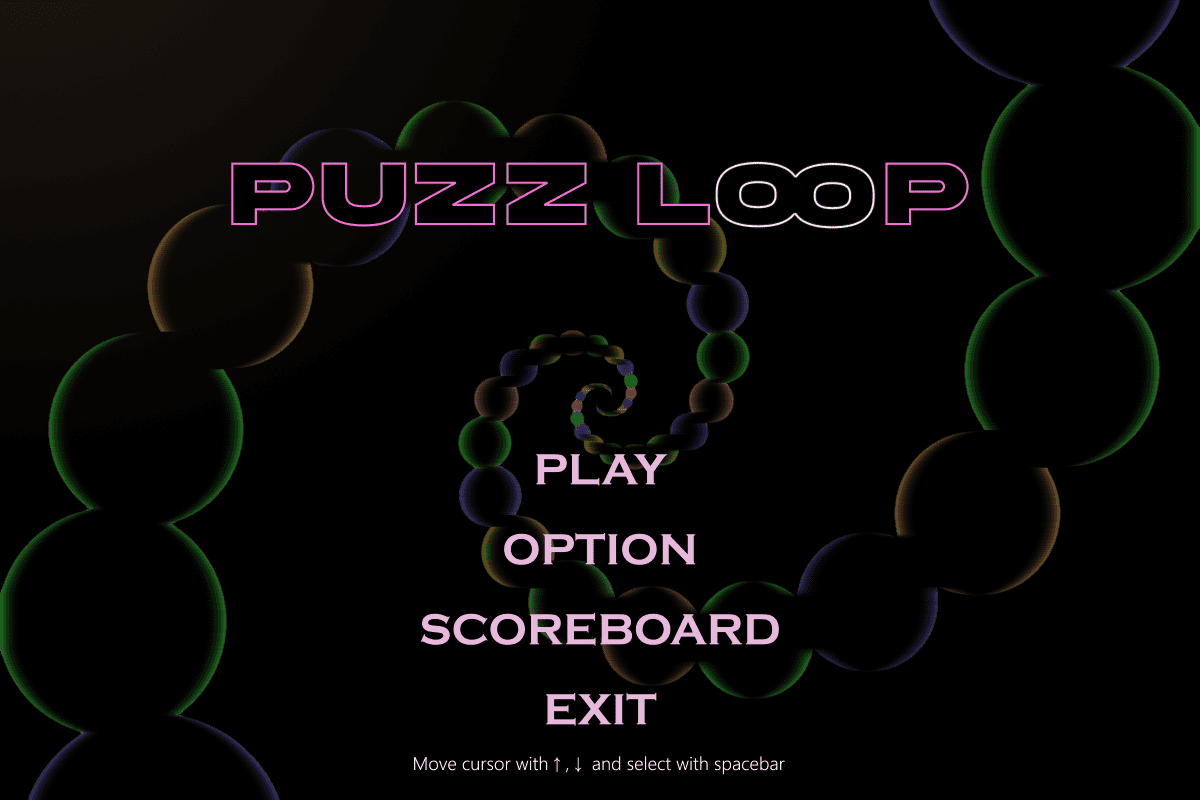 PUZZ LOOP
PLAY
OPTION
SCOREBOARD
EXIT
Move cursor with ↑ , ↓ and select with spacebar